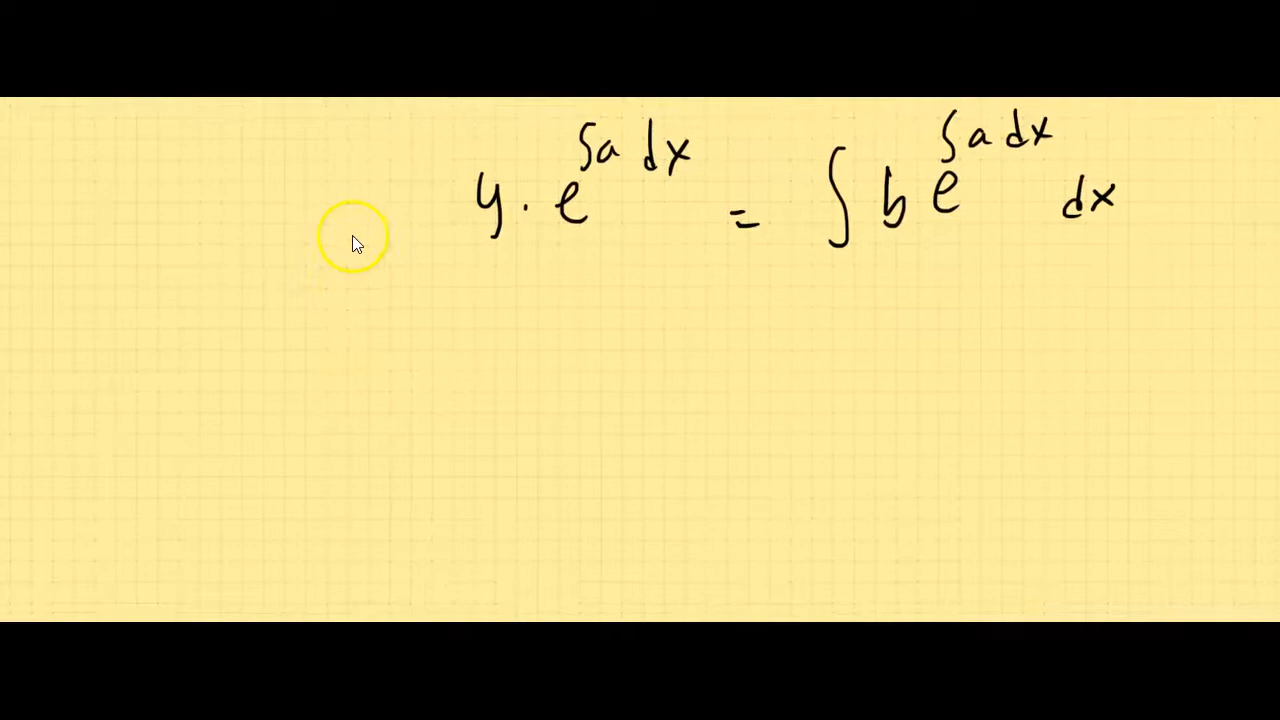 y · e^{∫a dx} = ∫ b e^{∫a dx} dx